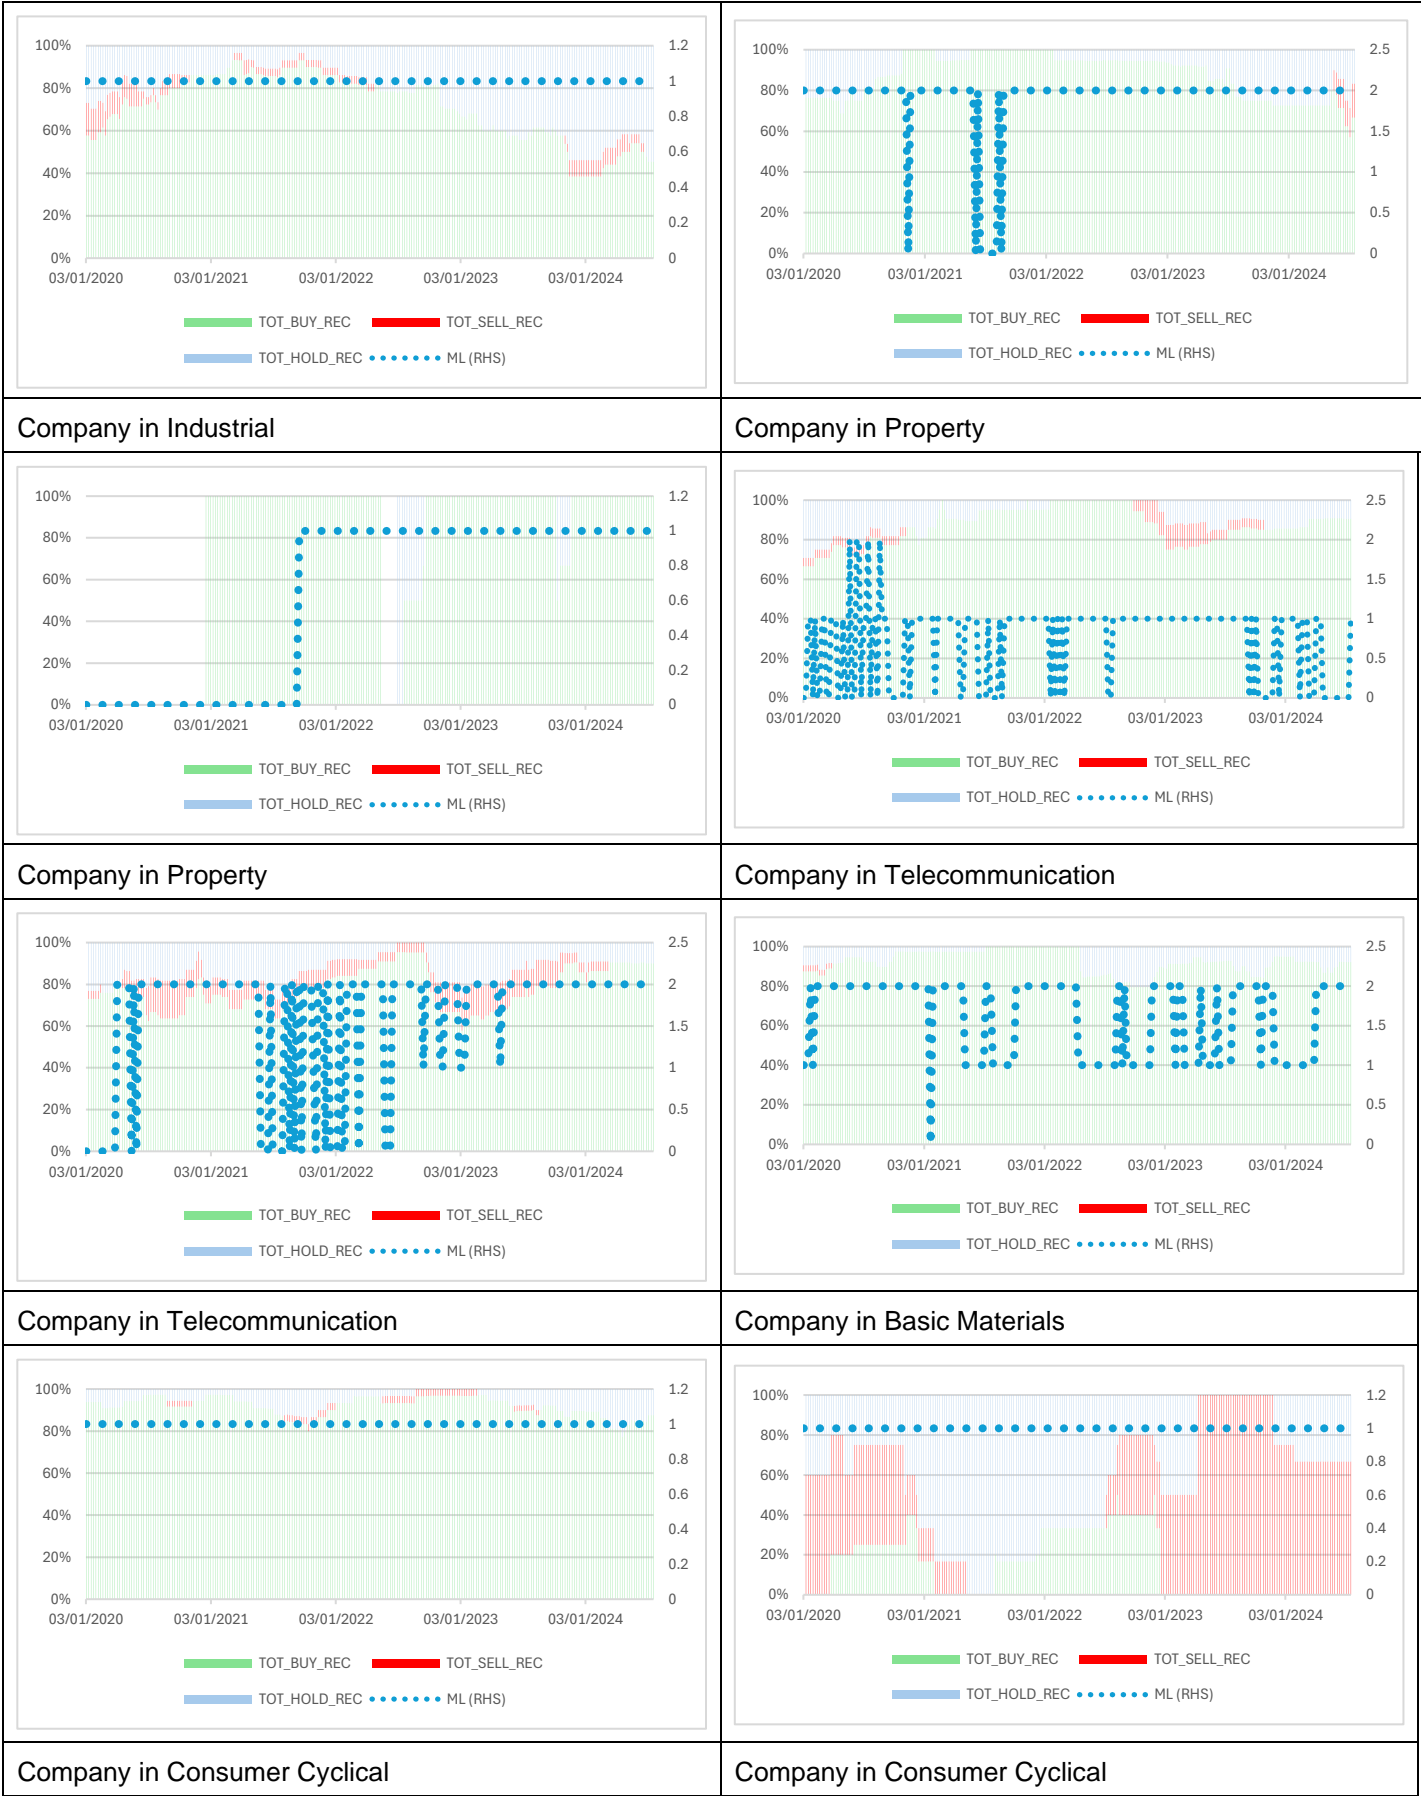 100% 1.2
80% 1
60% 0.8
40% 0.6
20% 0.4
0% 0.2
0
03/01/2020 03/01/2021 03/01/2022 03/01/2023 03/01/2024
TOT_BUY_REC TOT_SELL_REC
TOT_HOLD_REC ML (RHS)
100% 2.5
80% 2
60% 1.5
40% 1
20% 0.5
0% 0
03/01/2020 03/01/2021 03/01/2022 03/01/2023 03/01/2024
TOT_BUY_REC TOT_SELL_REC
TOT_HOLD_REC ML (RHS)
Company in Industrial
Company in Property
100% 1.2
80% 1
60% 0.8
40% 0.6
20% 0.4
0% 0.2
0
03/01/2020 03/01/2021 03/01/2022 03/01/2023 03/01/2024
TOT_BUY_REC TOT_SELL_REC
TOT_HOLD_REC ML (RHS)
100% 2.5
80% 2
60% 1.5
40% 1
20% 0.5
0% 0
03/01/2020 03/01/2021 03/01/2022 03/01/2023 03/01/2024
TOT_BUY_REC TOT_SELL_REC
TOT_HOLD_REC ML (RHS)
Company in Property
Company in Telecommunication
100% 2.5
80% 2
60% 1.5
40% 1
20% 0.5
0% 0
03/01/2020 03/01/2021 03/01/2022 03/01/2023 03/01/2024
TOT_BUY_REC TOT_SELL_REC
TOT_HOLD_REC ML (RHS)
100% 2.5
80% 2
60% 1.5
40% 1
20% 0.5
0% 0
03/01/2020 03/01/2021 03/01/2022 03/01/2023 03/01/2024
TOT_BUY_REC TOT_SELL_REC
TOT_HOLD_REC ML (RHS)
Company in Telecommunication
Company in Basic Materials
100% 1.2
80% 1
60% 0.8
40% 0.6
20% 0.4
0% 0.2
0
03/01/2020 03/01/2021 03/01/2022 03/01/2023 03/01/2024
TOT_BUY_REC TOT_SELL_REC
TOT_HOLD_REC ML (RHS)
100% 1.2
80% 1
60% 0.8
40% 0.6
20% 0.4
0% 0.2
0
03/01/2020 03/01/2021 03/01/2022 03/01/2023 03/01/2024
TOT_BUY_REC TOT_SELL_REC
TOT_HOLD_REC ML (RHS)
Company in Consumer Cyclical
Company in Consumer Cyclical